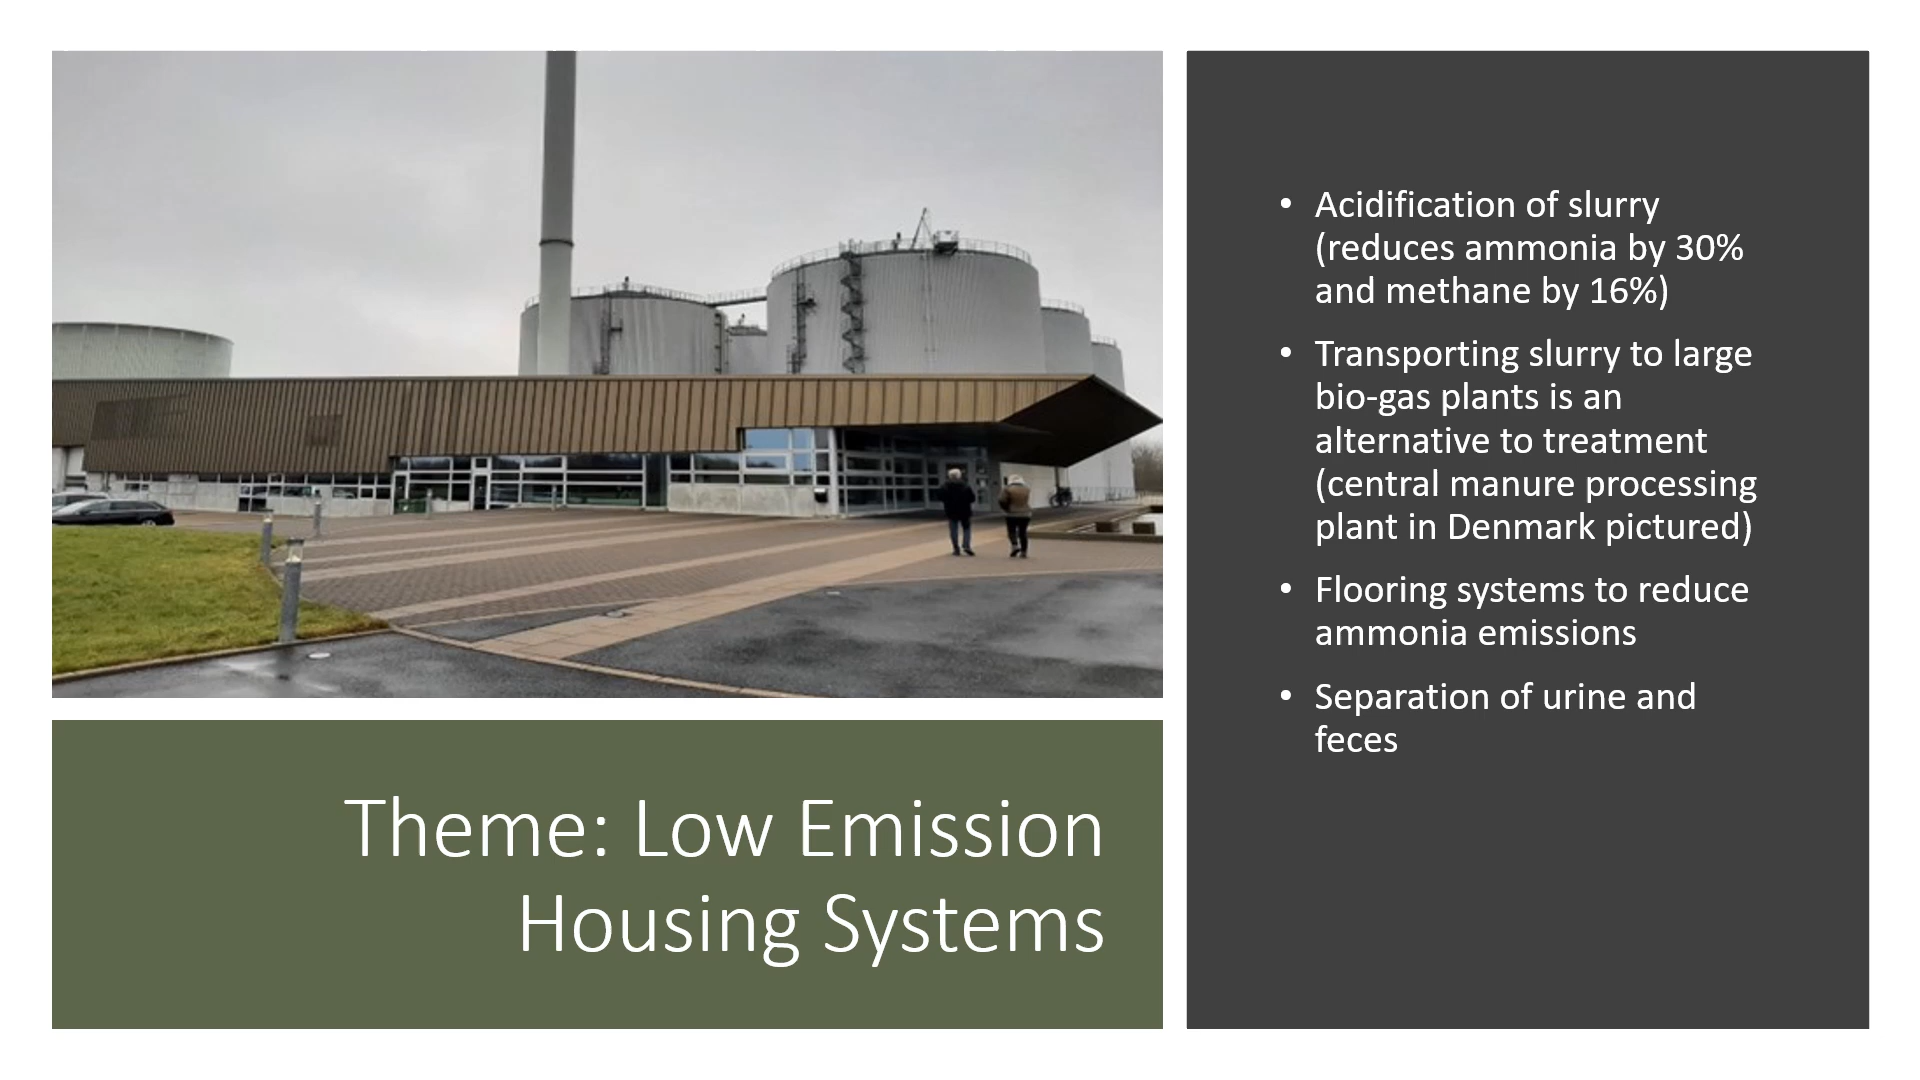 Theme: Low Emission
Housing Systems
• Acidification of slurry
(reduces ammonia by 30%
and methane by 16%)
• Transporting slurry to large
bio-gas plants is an
alternative to treatment
(central manure processing
plant in Denmark pictured)
• Flooring systems to reduce
ammonia emissions
• Separation of urine and
feces